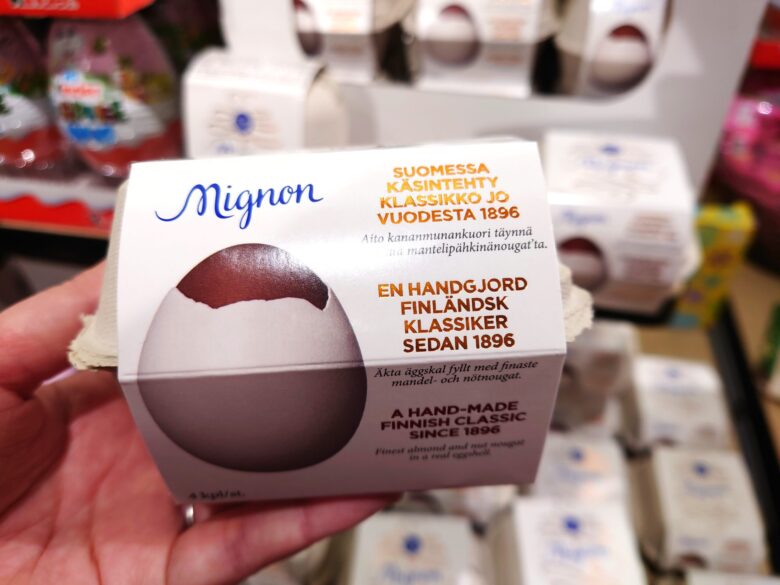 Mignon
SUOMESSA
KÄSINTEHTY
KLASSIKKO JO
VUODESTA 1896
Aito kananmunankuori täynnä
mantelipähkinänougat'ta.
EN HANDGJORD
FINLÄNDSK
KLASSIKER
SEDAN 1896
Äkta äggskal fyllt med finaste
mandel- och nötnougat.
A HAND-MADE
FINNISH CLASSIC
SINCE 1896
Finest almond and nut nougat
in a real eggshell.
4 kpl/st.
Mignon